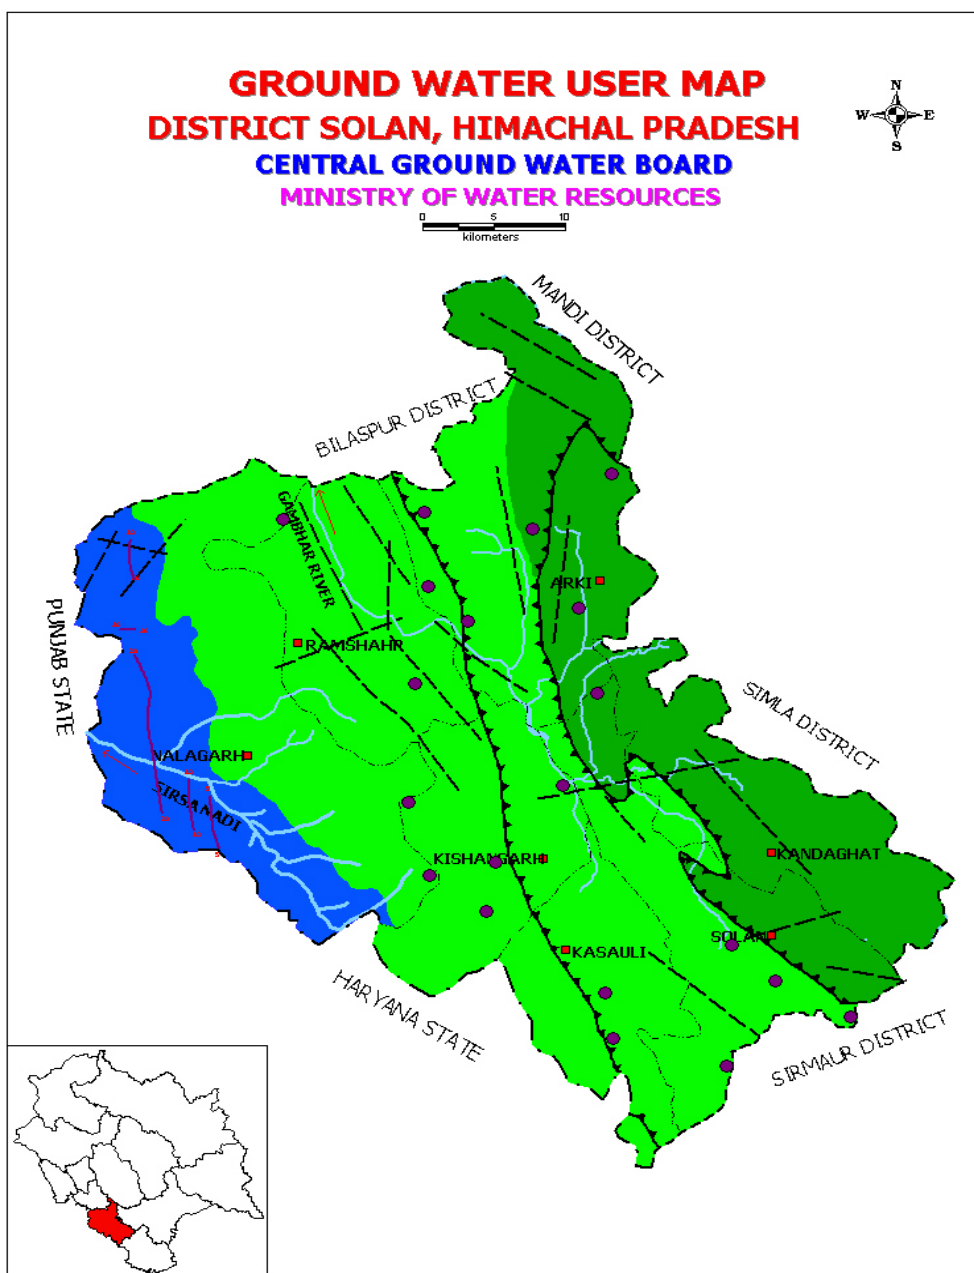 GROUND WATER USER MAP
DISTRICT SOLAN, HIMACHAL PRADESH
CENTRAL GROUND WATER BOARD
MINISTRY OF WATER RESOURCES
N
W E
S
0 5 10
kilometers
MANDI DISTRICT
BILASPUR DISTRICT
GAMBHAR RIVER
ARKI
PUNJAB STATE
RAMSHAHR
SIMLA DISTRICT
NALAGARH
SIRSA NADI
KISHANGARH
KANDAGHAT
SOLAN
KASAULI
HARYANA STATE
SIRMAUR DISTRICT